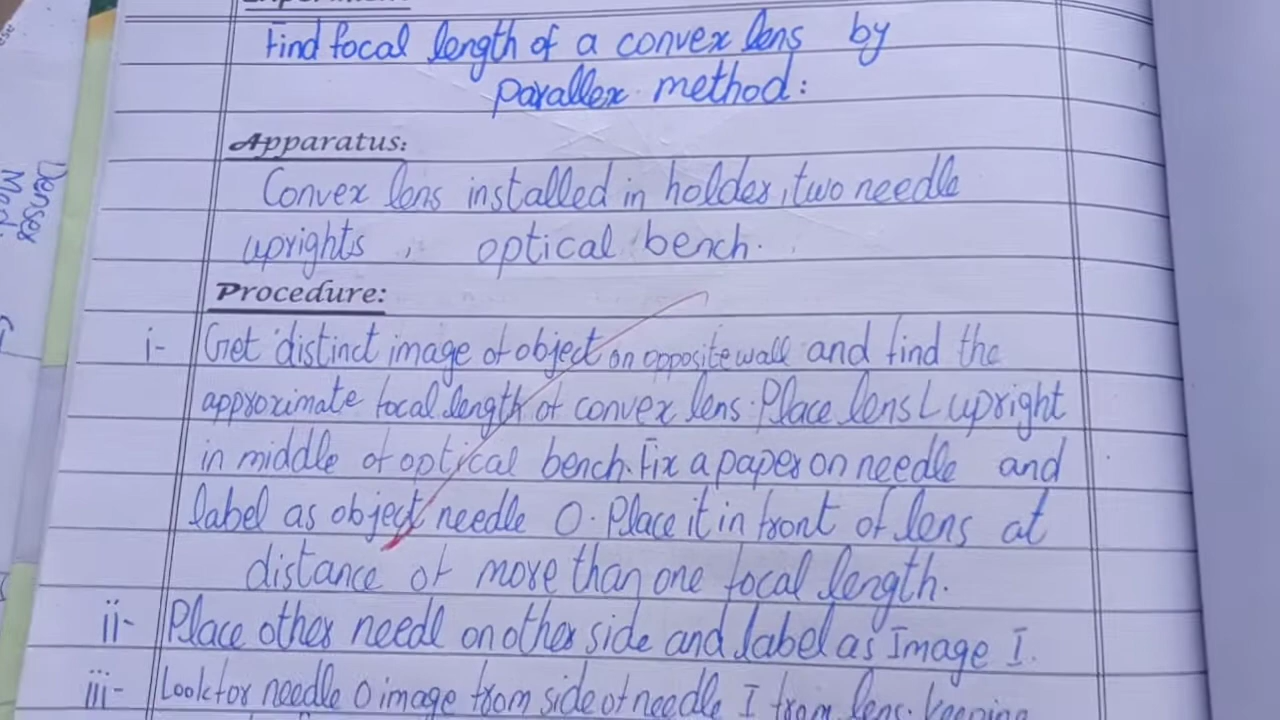 Experiment
Find focal length of a convex lens by
parallex method:
Apparatus:
Convex lens installed in holder, two needle
uprights , optical bench.
Procedure:
i- Get distinct image of object on opposite wall and find the
approximate focal length of convex lens. Place lens L upright
in middle of optical bench. Fix a paper on needle and
label as object needle O. Place it in front of lens at
distance of more than one focal length.
ii- Place other needl on other side and label as Image I.
iii- Look for needle O image from side of needle I from lens. keeping
Denser